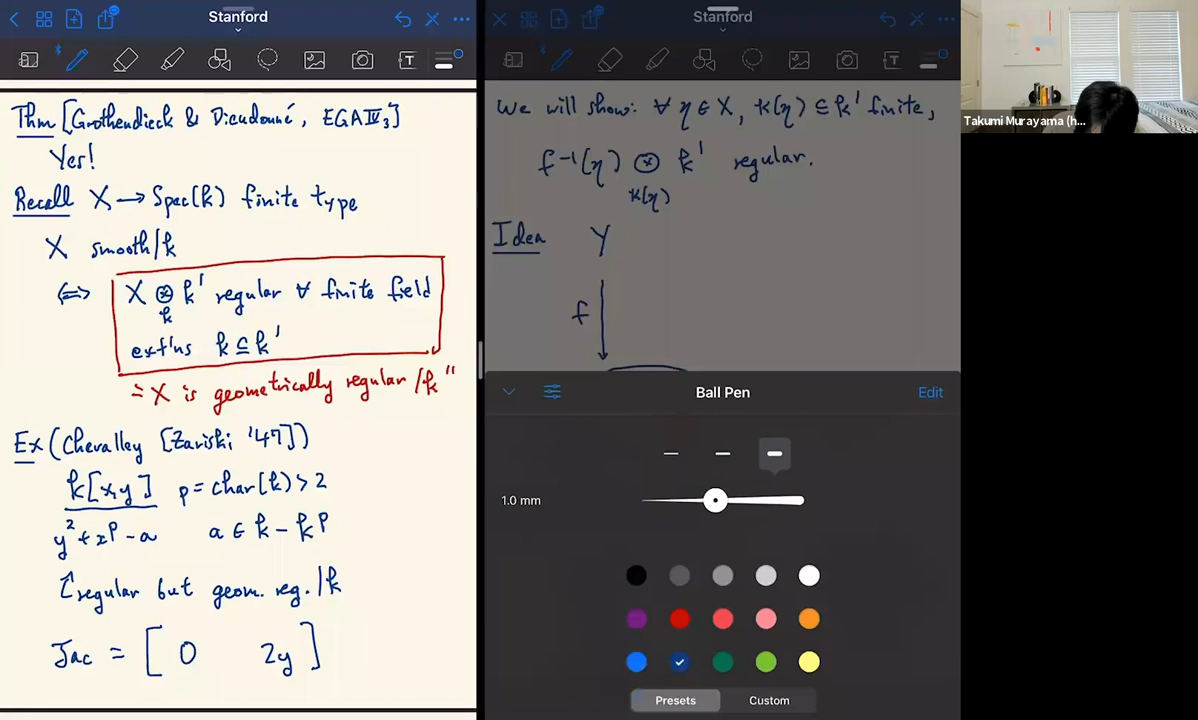 Stanford
Thm [Grothendieck & Dieudonné, EGA IV₃]
Yes!
Recall X → Spec(k) finite type
X smooth/k
⇔ X ⊗_k k' regular ∀ finite field
ext'ns k ⊆ k'
"= X is geometrically regular /k"
Ex (Chevalley [Zariski '47])
k[x,y] p = char(k) > 2
y² + x^p - a a ∈ k - k^p
regular but geom. reg. /k
Jac = [ 0 2y ]
Stanford
We will show: ∀ η ∈ X, k(η) ⊆ k' finite,
f⁻¹(η) ⊗_k(η) k' regular.
Idea Y
f
Ball Pen
Edit
1.0 mm
Presets
Custom
Takumi Murayama (h...